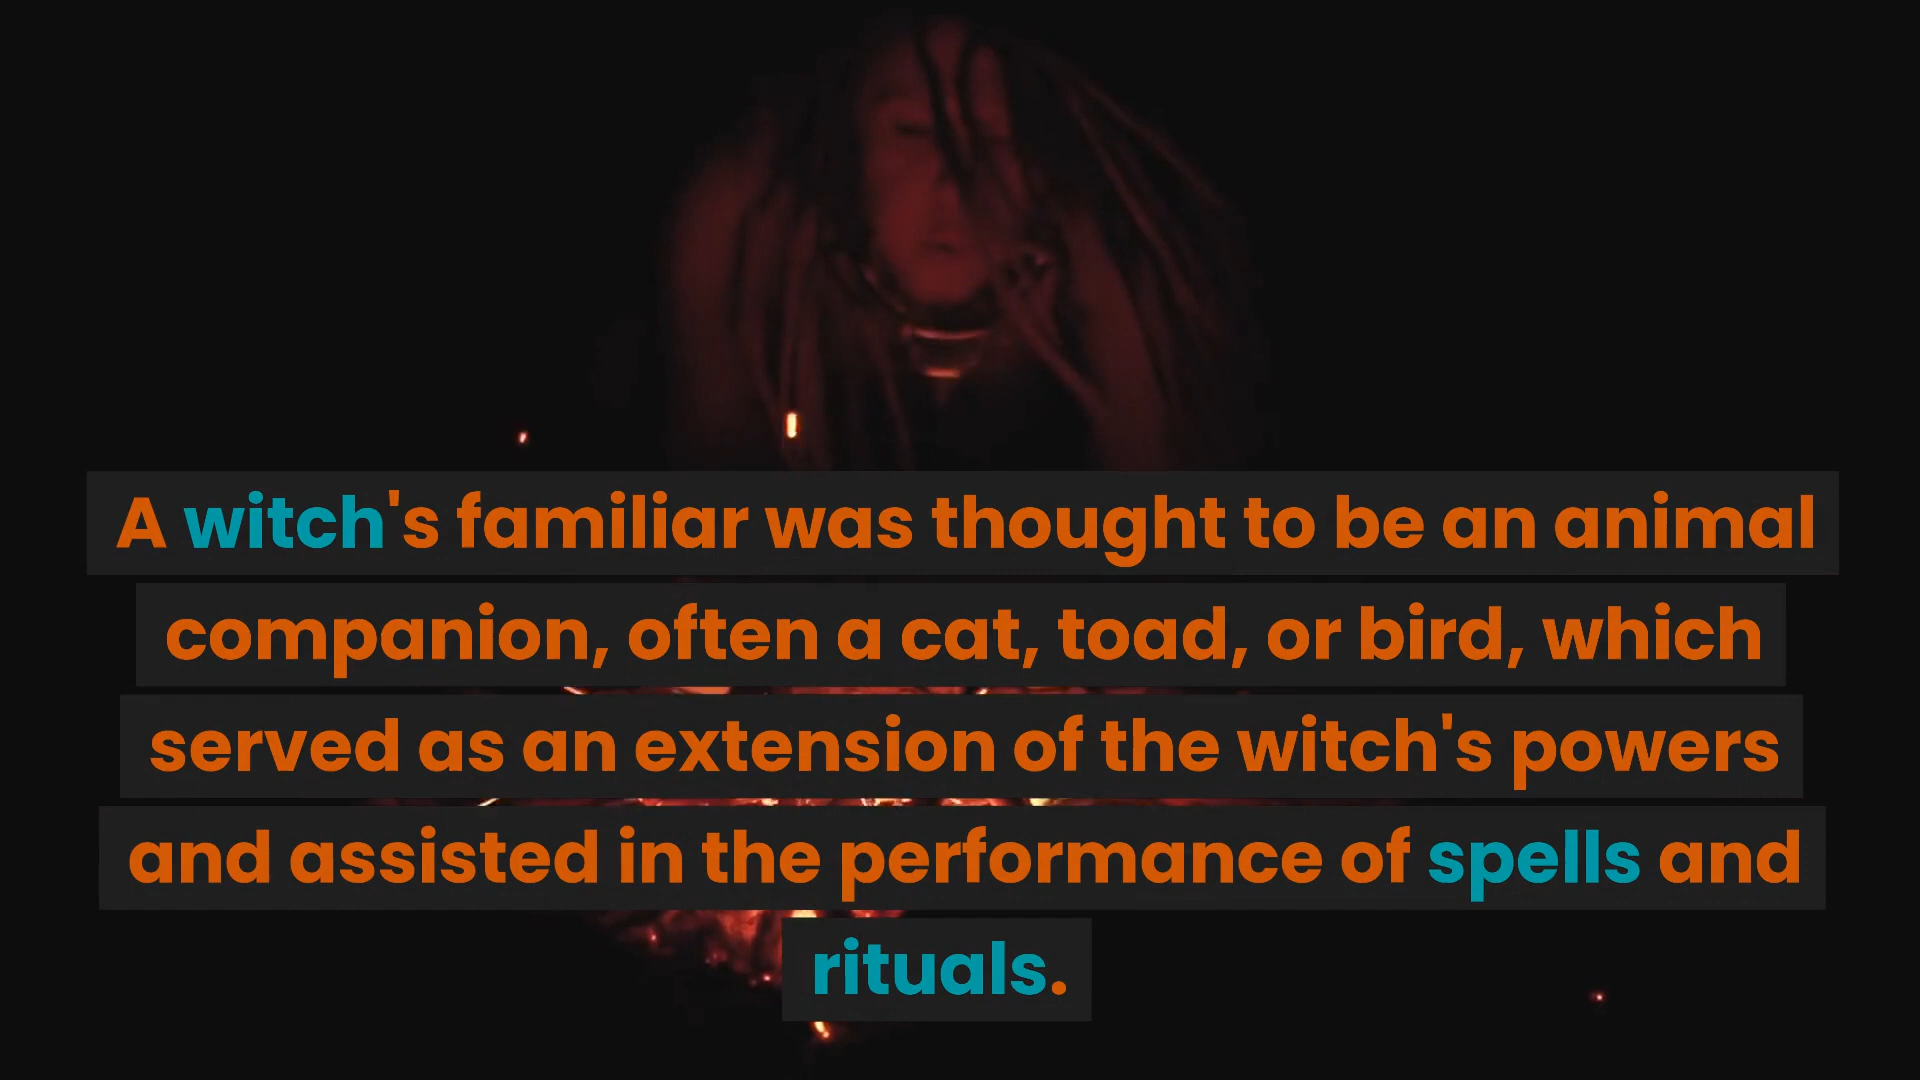 A witch's familiar was thought to be an animal
companion, often a cat, toad, or bird, which
served as an extension of the witch's powers
and assisted in the performance of spells and
rituals.